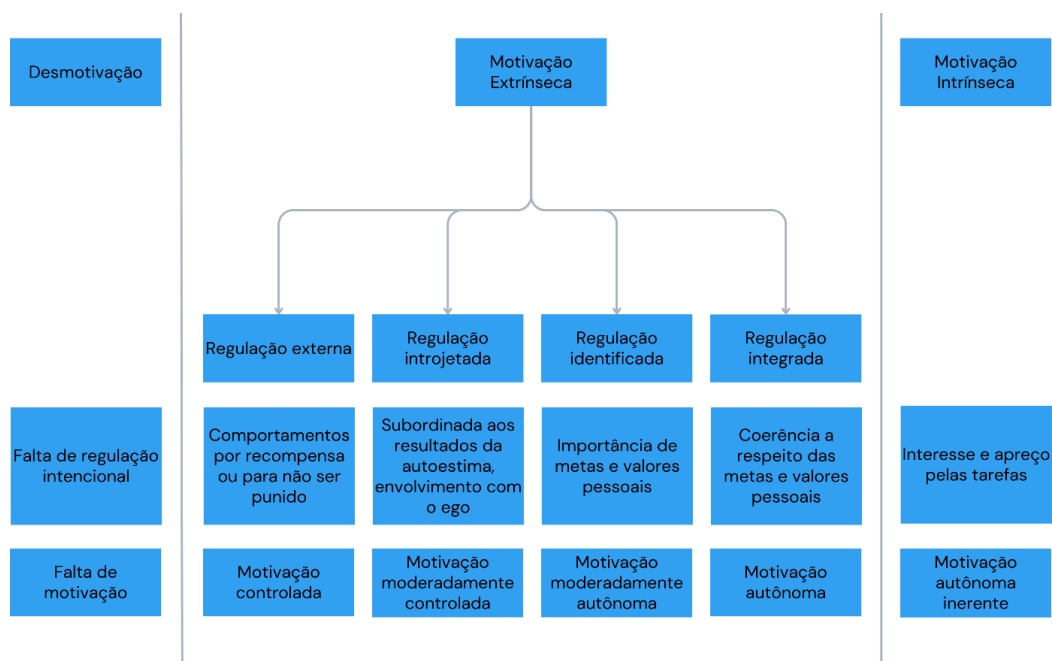 Desmotivação
Motivação
Extrínseca
Motivação
Intrínseca
Regulação externa
Regulação
introjetada
Regulação
identificada
Regulação
integrada
Falta de regulação
intencional
Comportamentos
por recompensa
ou para não ser
punido
Subordinada aos
resultados da
autoestima,
envolvimento com
o ego
Importância de
metas e valores
pessoais
Coerência a
respeito das
metas e valores
pessoais
Interesse e apreço
pelas tarefas
Falta de
motivação
Motivação
controlada
Motivação
moderadamente
controlada
Motivação
moderadamente
autônoma
Motivação
autônoma
Motivação
autônoma
inerente